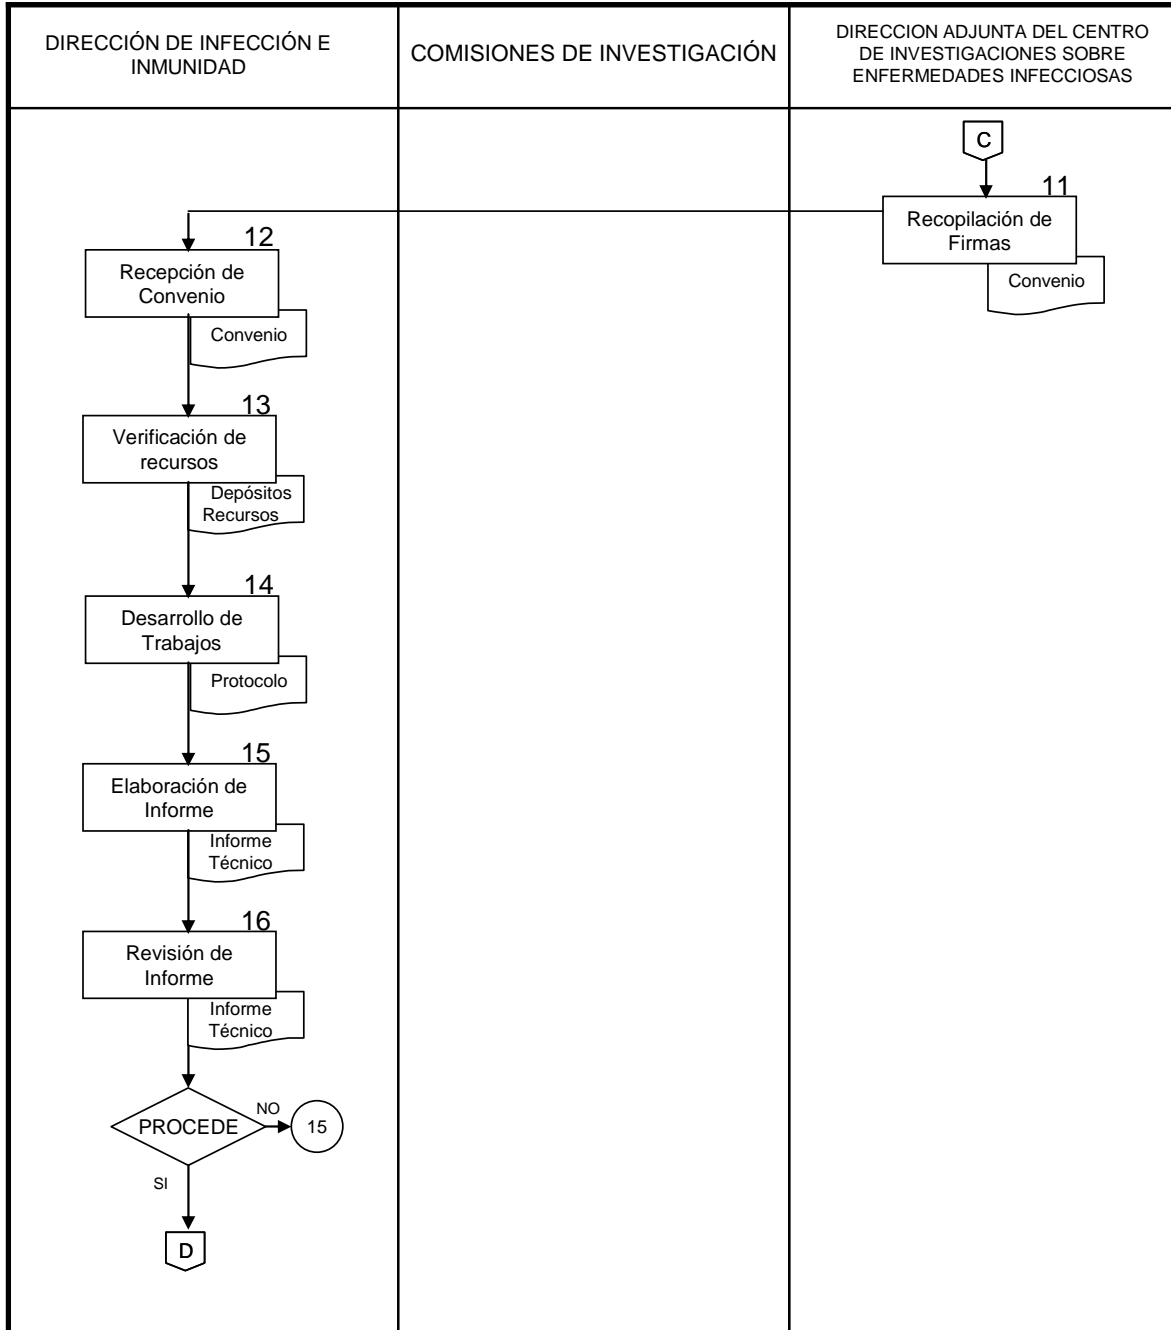 DIRECCIÓN DE INFECCIÓN E
INMUNIDAD
COMISIONES DE INVESTIGACIÓN
DIRECCION ADJUNTA DEL CENTRO
DE INVESTIGACIONES SOBRE
ENFERMEDADES INFECCIOSAS
C
11
Recopilación de
Firmas
Convenio
12
Recepción de
Convenio
Convenio
13
Verificación de
recursos
Depósitos
Recursos
14
Desarrollo de
Trabajos
Protocolo
15
Elaboración de
Informe
Informe
Técnico
16
Revisión de
Informe
Informe
Técnico
PROCEDE
NO
15
SI
D